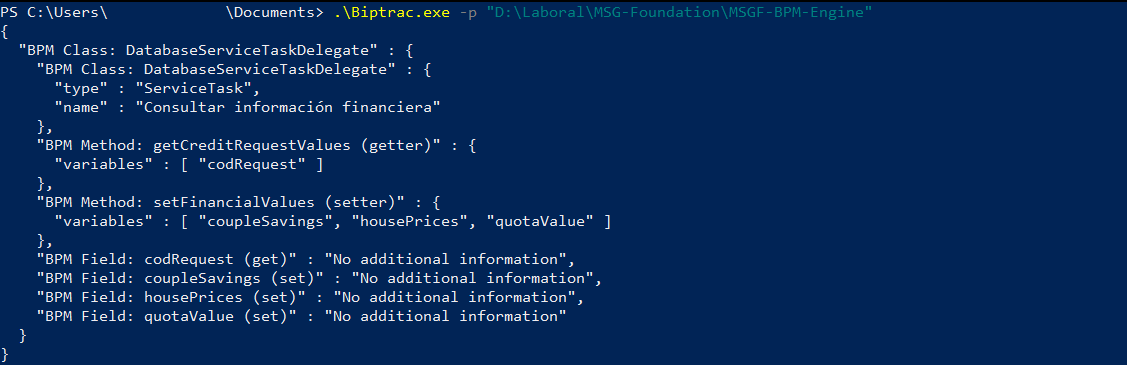 PS C:\Users\ \Documents> .\Biptrac.exe -p "D:\Laboral\MSG-Foundation\MSGF-BPM-Engine"
{
  "BPM Class: DatabaseServiceTaskDelegate" : {
    "BPM Class: DatabaseServiceTaskDelegate" : {
      "type" : "ServiceTask",
      "name" : "Consultar información financiera"
    },
    "BPM Method: getCreditRequestValues (getter)" : {
      "variables" : [ "codRequest" ]
    },
    "BPM Method: setFinancialValues (setter)" : {
      "variables" : [ "coupleSavings", "housePrices", "quotaValue" ]
    },
    "BPM Field: codRequest (get)" : "No additional information",
    "BPM Field: coupleSavings (set)" : "No additional information",
    "BPM Field: housePrices (set)" : "No additional information",
    "BPM Field: quotaValue (set)" : "No additional information"
  }
}